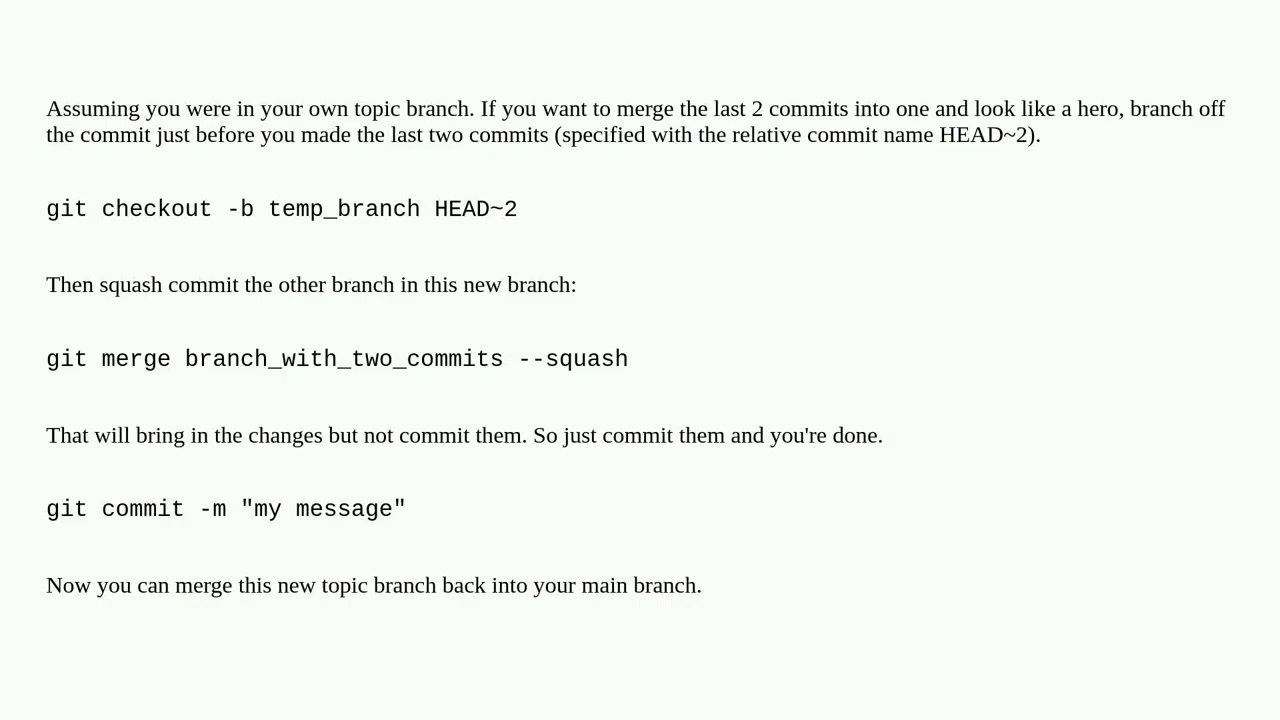 Assuming you were in your own topic branch. If you want to merge the last 2 commits into one and look like a hero, branch off
the commit just before you made the last two commits (specified with the relative commit name HEAD~2).
git checkout -b temp_branch HEAD~2
Then squash commit the other branch in this new branch:
git merge branch_with_two_commits --squash
That will bring in the changes but not commit them. So just commit them and you're done.
git commit -m "my message"
Now you can merge this new topic branch back into your main branch.